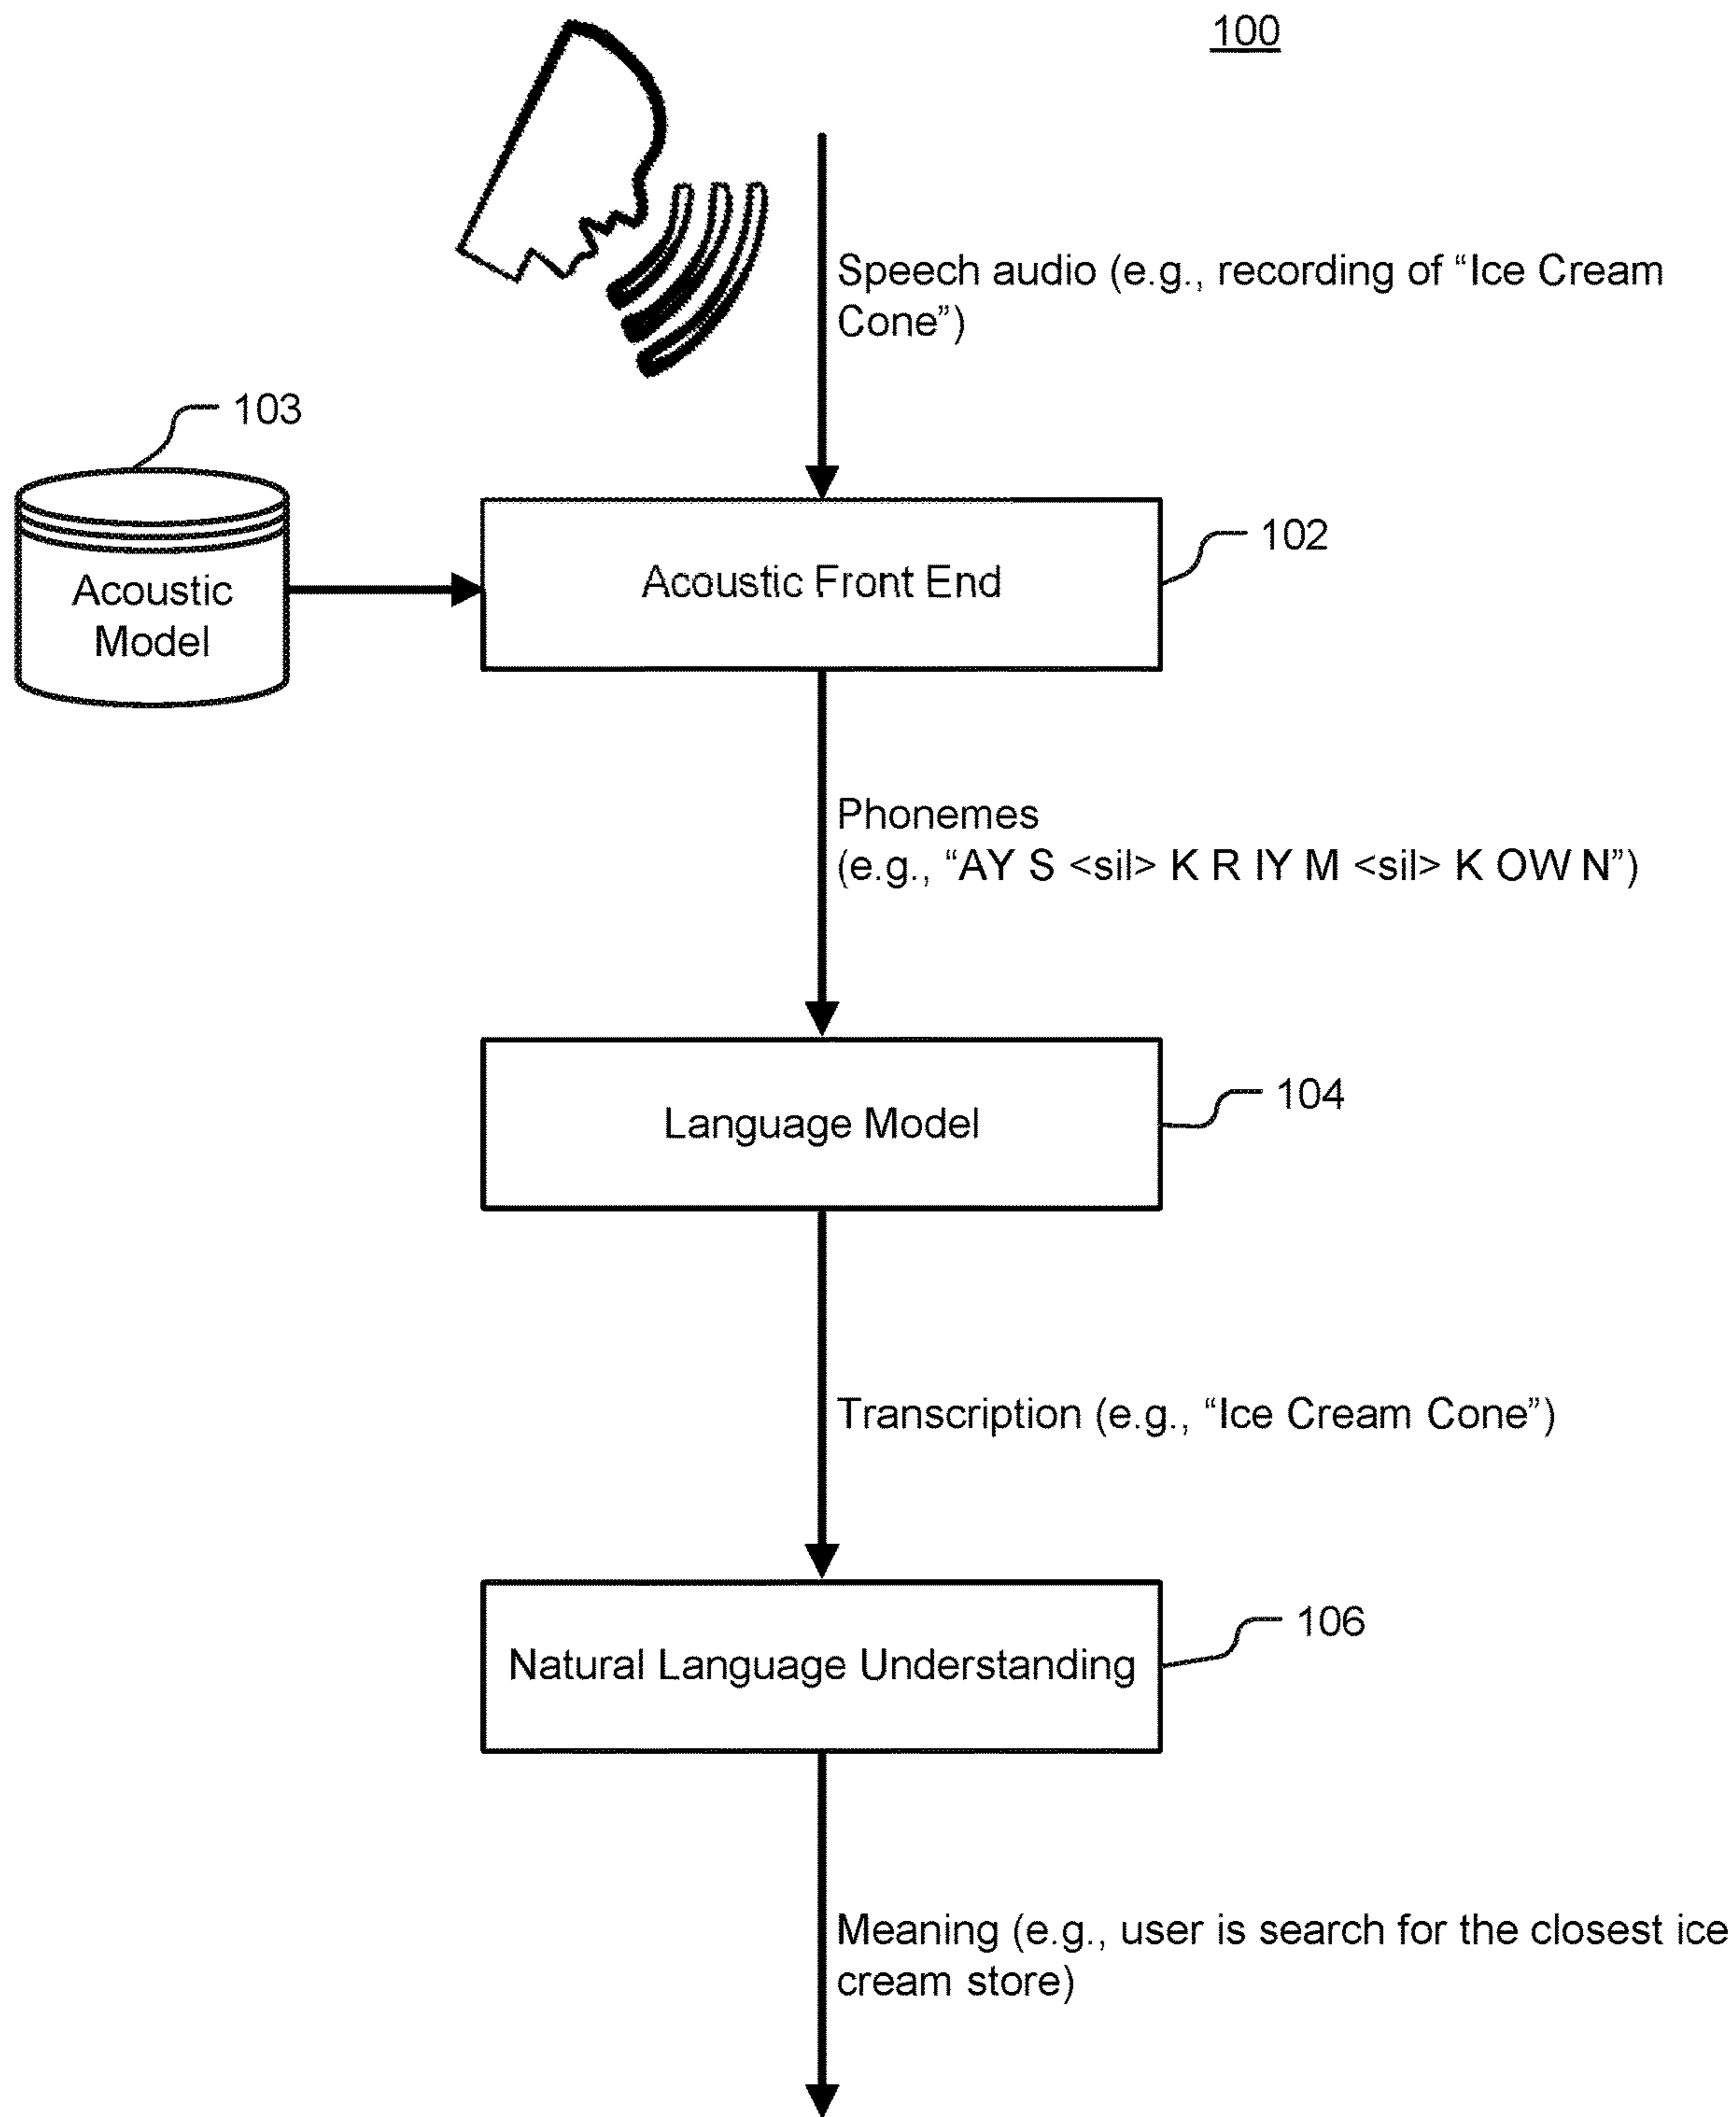 100
Speech audio (e.g., recording of “Ice Cream
Cone”)
103
Acoustic
Model
Acoustic Front End
102
Phonemes
(e.g., “AY S <sil> K R IY M <sil> K OW N”)
Language Model
104
Transcription (e.g., “Ice Cream Cone”)
Natural Language Understanding
106
Meaning (e.g., user is search for the closest ice
cream store)